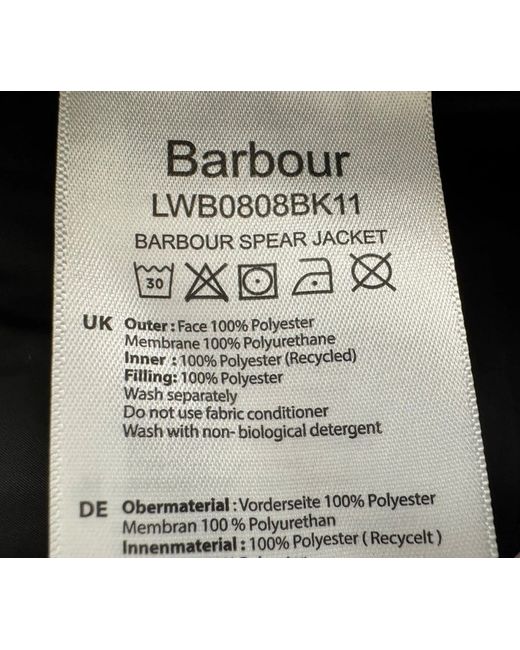 Barbour
LWB0808BK11
BARBOUR SPEAR JACKET
30
UK Outer : Face 100% Polyester
Membrane 100% Polyurethane
Inner : 100% Polyester (Recycled)
Filling: 100% Polyester
Wash separately
Do not use fabric conditioner
Wash with non- biological detergent
DE Obermaterial : Vorderseite 100% Polyester
Membran 100 % Polyurethan
Innenmaterial : 100% Polyester ( Recycelt )
100% Polyester